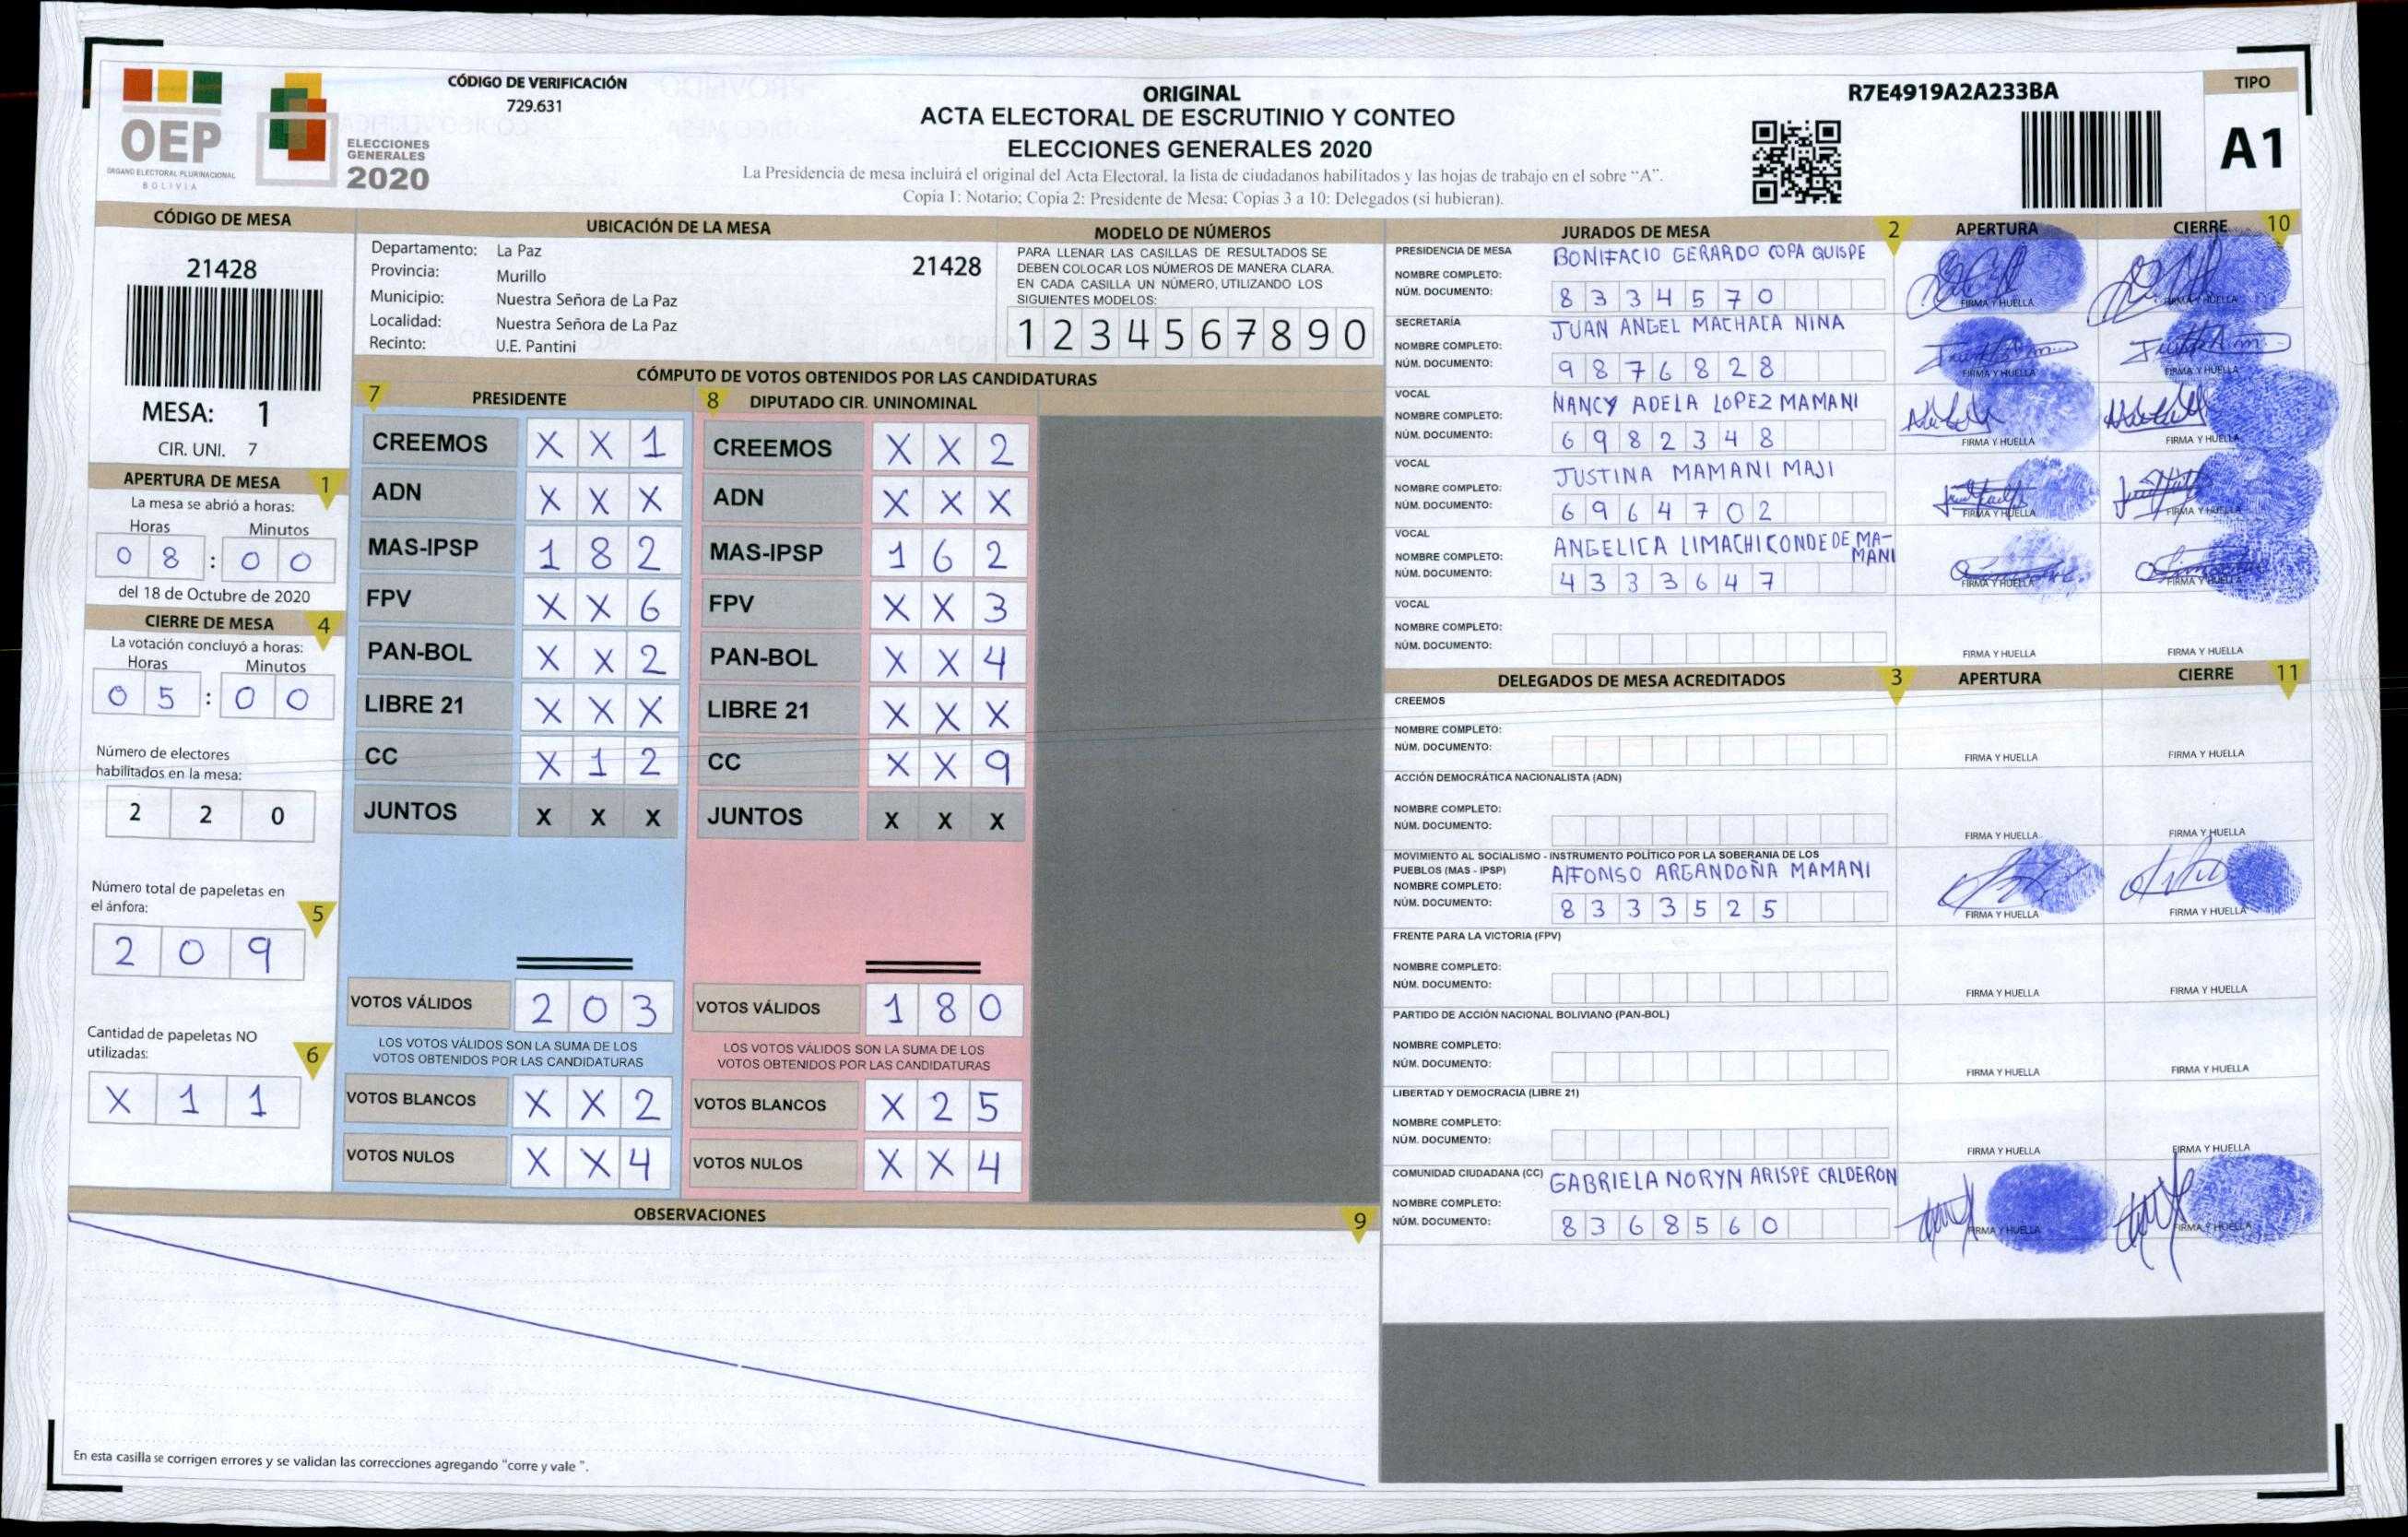 OEP
ÓRGANO ELECTORAL PLURINACIONAL
BOLIVIA
ELECCIONES
GENERALES
2020
CÓDIGO DE VERIFICACIÓN
729.631
ORIGINAL
ACTA ELECTORAL DE ESCRUTINIO Y CONTEO
ELECCIONES GENERALES 2020
La Presidencia de mesa incluirá el original del Acta Electoral, la lista de ciudadanos habilitados y las hojas de trabajo en el sobre “A”.
Copia 1: Notario; Copia 2: Presidente de Mesa; Copias 3 a 10: Delegados (si hubieran).
R7E4919A2A233BA
TIPO
A1
CÓDIGO DE MESA
21428
MESA: 1
CIR. UNI. 7
APERTURA DE MESA 1
La mesa se abrió a horas:
Horas Minutos
0 8 : 0 0
del 18 de Octubre de 2020
CIERRE DE MESA 4
La votación concluyó a horas:
Horas Minutos
0 5 : 0 0
Número de electores
habilitados en la mesa:
2 2 0
Número total de papeletas en
el ánfora: 5
2 0 9
Cantidad de papeletas NO
utilizadas: 6
X 1 1
UBICACIÓN DE LA MESA
Departamento: La Paz
Provincia: Murillo
Municipio: Nuestra Señora de La Paz
Localidad: Nuestra Señora de La Paz
Recinto: U.E. Pantini
21428
MODELO DE NÚMEROS
PARA LLENAR LAS CASILLAS DE RESULTADOS SE
DEBEN COLOCAR LOS NÚMEROS DE MANERA CLARA.
EN CADA CASILLA UN NÚMERO, UTILIZANDO LOS
SIGUIENTES MODELOS:
1 2 3 4 5 6 7 8 9 0
CÓMPUTO DE VOTOS OBTENIDOS POR LAS CANDIDATURAS
7 PRESIDENTE
CREEMOS X X 1
ADN X X X
MAS-IPSP 1 8 2
FPV X X 6
PAN-BOL X X 2
LIBRE 21 X X X
CC X 1 2
JUNTOS X X X
VOTOS VÁLIDOS 2 0 3
LOS VOTOS VÁLIDOS SON LA SUMA DE LOS
VOTOS OBTENIDOS POR LAS CANDIDATURAS
VOTOS BLANCOS X X 2
VOTOS NULOS X X 4
8 DIPUTADO CIR. UNINOMINAL
CREEMOS X X 2
ADN X X X
MAS-IPSP 1 6 2
FPV X X 3
PAN-BOL X X 4
LIBRE 21 X X X
CC X X 9
JUNTOS X X X
VOTOS VÁLIDOS 1 8 0
LOS VOTOS VÁLIDOS SON LA SUMA DE LOS
VOTOS OBTENIDOS POR LAS CANDIDATURAS
VOTOS BLANCOS X 2 5
VOTOS NULOS X X 4
OBSERVACIONES 9
En esta casilla se corrigen errores y se validan las correcciones agregando “corre y vale ”.
JURADOS DE MESA 2 APERTURA CIERRE 10
PRESIDENCIA DE MESA BONIFACIO GERARDO COPA QUISPE
NOMBRE COMPLETO:
NÚM. DOCUMENTO: 8 3 3 4 5 7 0 FIRMA Y HUELLA FIRMA Y HUELLA
SECRETARÍA JUAN ANGEL MACHACA NINA
NOMBRE COMPLETO:
NÚM. DOCUMENTO: 9 8 7 6 8 2 8 FIRMA Y HUELLA FIRMA Y HUELLA
VOCAL NANCY ADELA LOPEZ MAMANI
NOMBRE COMPLETO:
NÚM. DOCUMENTO: 6 9 8 2 3 4 8 FIRMA Y HUELLA FIRMA Y HUELLA
VOCAL JUSTINA MAMANI MAJI
NOMBRE COMPLETO:
NÚM. DOCUMENTO: 6 9 6 4 7 0 2 FIRMA Y HUELLA FIRMA Y HUELLA
VOCAL ANGELICA LIMACHI CONDE DE MA-
NOMBRE COMPLETO: MANI
NÚM. DOCUMENTO: 4 3 3 3 6 4 7 FIRMA Y HUELLA FIRMA Y HUELLA
VOCAL
NOMBRE COMPLETO:
NÚM. DOCUMENTO: FIRMA Y HUELLA FIRMA Y HUELLA
DELEGADOS DE MESA ACREDITADOS 3 APERTURA CIERRE 11
CREEMOS
NOMBRE COMPLETO:
NÚM. DOCUMENTO: FIRMA Y HUELLA FIRMA Y HUELLA
ACCIÓN DEMOCRÁTICA NACIONALISTA (ADN)
NOMBRE COMPLETO:
NÚM. DOCUMENTO: FIRMA Y HUELLA FIRMA Y HUELLA
MOVIMIENTO AL SOCIALISMO - INSTRUMENTO POLÍTICO POR LA SOBERANIA DE LOS
PUEBLOS (MAS - IPSP) AlFONSO ARGANDOÑA MAMANI
NOMBRE COMPLETO:
NÚM. DOCUMENTO: 8 3 3 3 5 2 5 FIRMA Y HUELLA FIRMA Y HUELLA
FRENTE PARA LA VICTORIA (FPV)
NOMBRE COMPLETO:
NÚM. DOCUMENTO: FIRMA Y HUELLA FIRMA Y HUELLA
PARTIDO DE ACCIÓN NACIONAL BOLIVIANO (PAN-BOL)
NOMBRE COMPLETO:
NÚM. DOCUMENTO: FIRMA Y HUELLA FIRMA Y HUELLA
LIBERTAD Y DEMOCRACIA (LIBRE 21)
NOMBRE COMPLETO:
NÚM. DOCUMENTO: FIRMA Y HUELLA FIRMA Y HUELLA
COMUNIDAD CIUDADANA (CC) GABRIELA NORYN ARISPE CALDERON
NOMBRE COMPLETO:
NÚM. DOCUMENTO: 8 3 6 8 5 6 0 FIRMA Y HUELLA FIRMA Y HUELLA